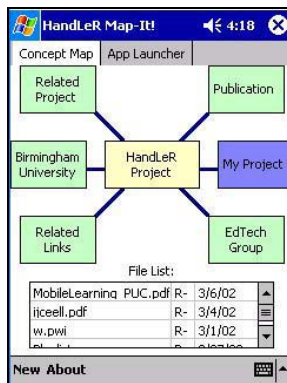 HandLeR Map-It! 4:18
Concept Map App Launcher
Related
Project
Publication
Birmingham
University
HandLeR
Project
My Project
Related
Links
EdTech
Group
File List:
MobileLearning PUC.pdf R- 3/6/02
ijceell.pdf R- 3/4/02
w.pwi R- 3/1/02
New About